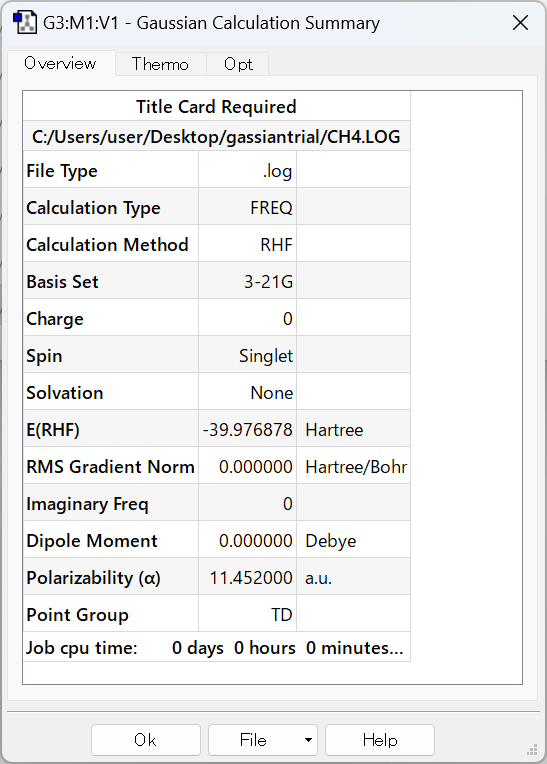 G3:M1:V1 - Gaussian Calculation Summary
Overview Thermo Opt
Title Card Required
C:/Users/user/Desktop/gassiantrial/CH4.LOG
File Type .log
Calculation Type FREQ
Calculation Method RHF
Basis Set 3-21G
Charge 0
Spin Singlet
Solvation None
E(RHF) -39.976878 Hartree
RMS Gradient Norm 0.000000 Hartree/Bohr
Imaginary Freq 0
Dipole Moment 0.000000 Debye
Polarizability (α) 11.452000 a.u.
Point Group TD
Job cpu time: 0 days 0 hours 0 minutes...
Ok File Help